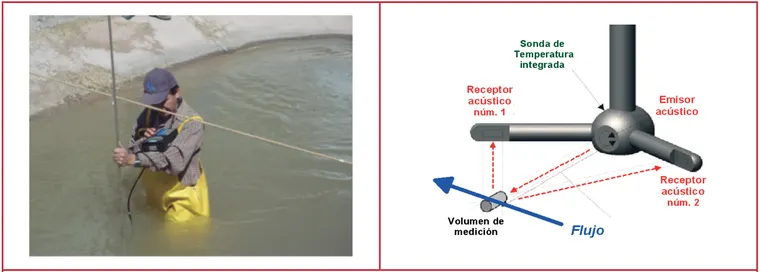 Sonda de
Temperatura
integrada
Receptor
acústico
núm. 1
Emisor
acústico
Receptor
acústico
núm. 2
Volumen de
medición
Flujo